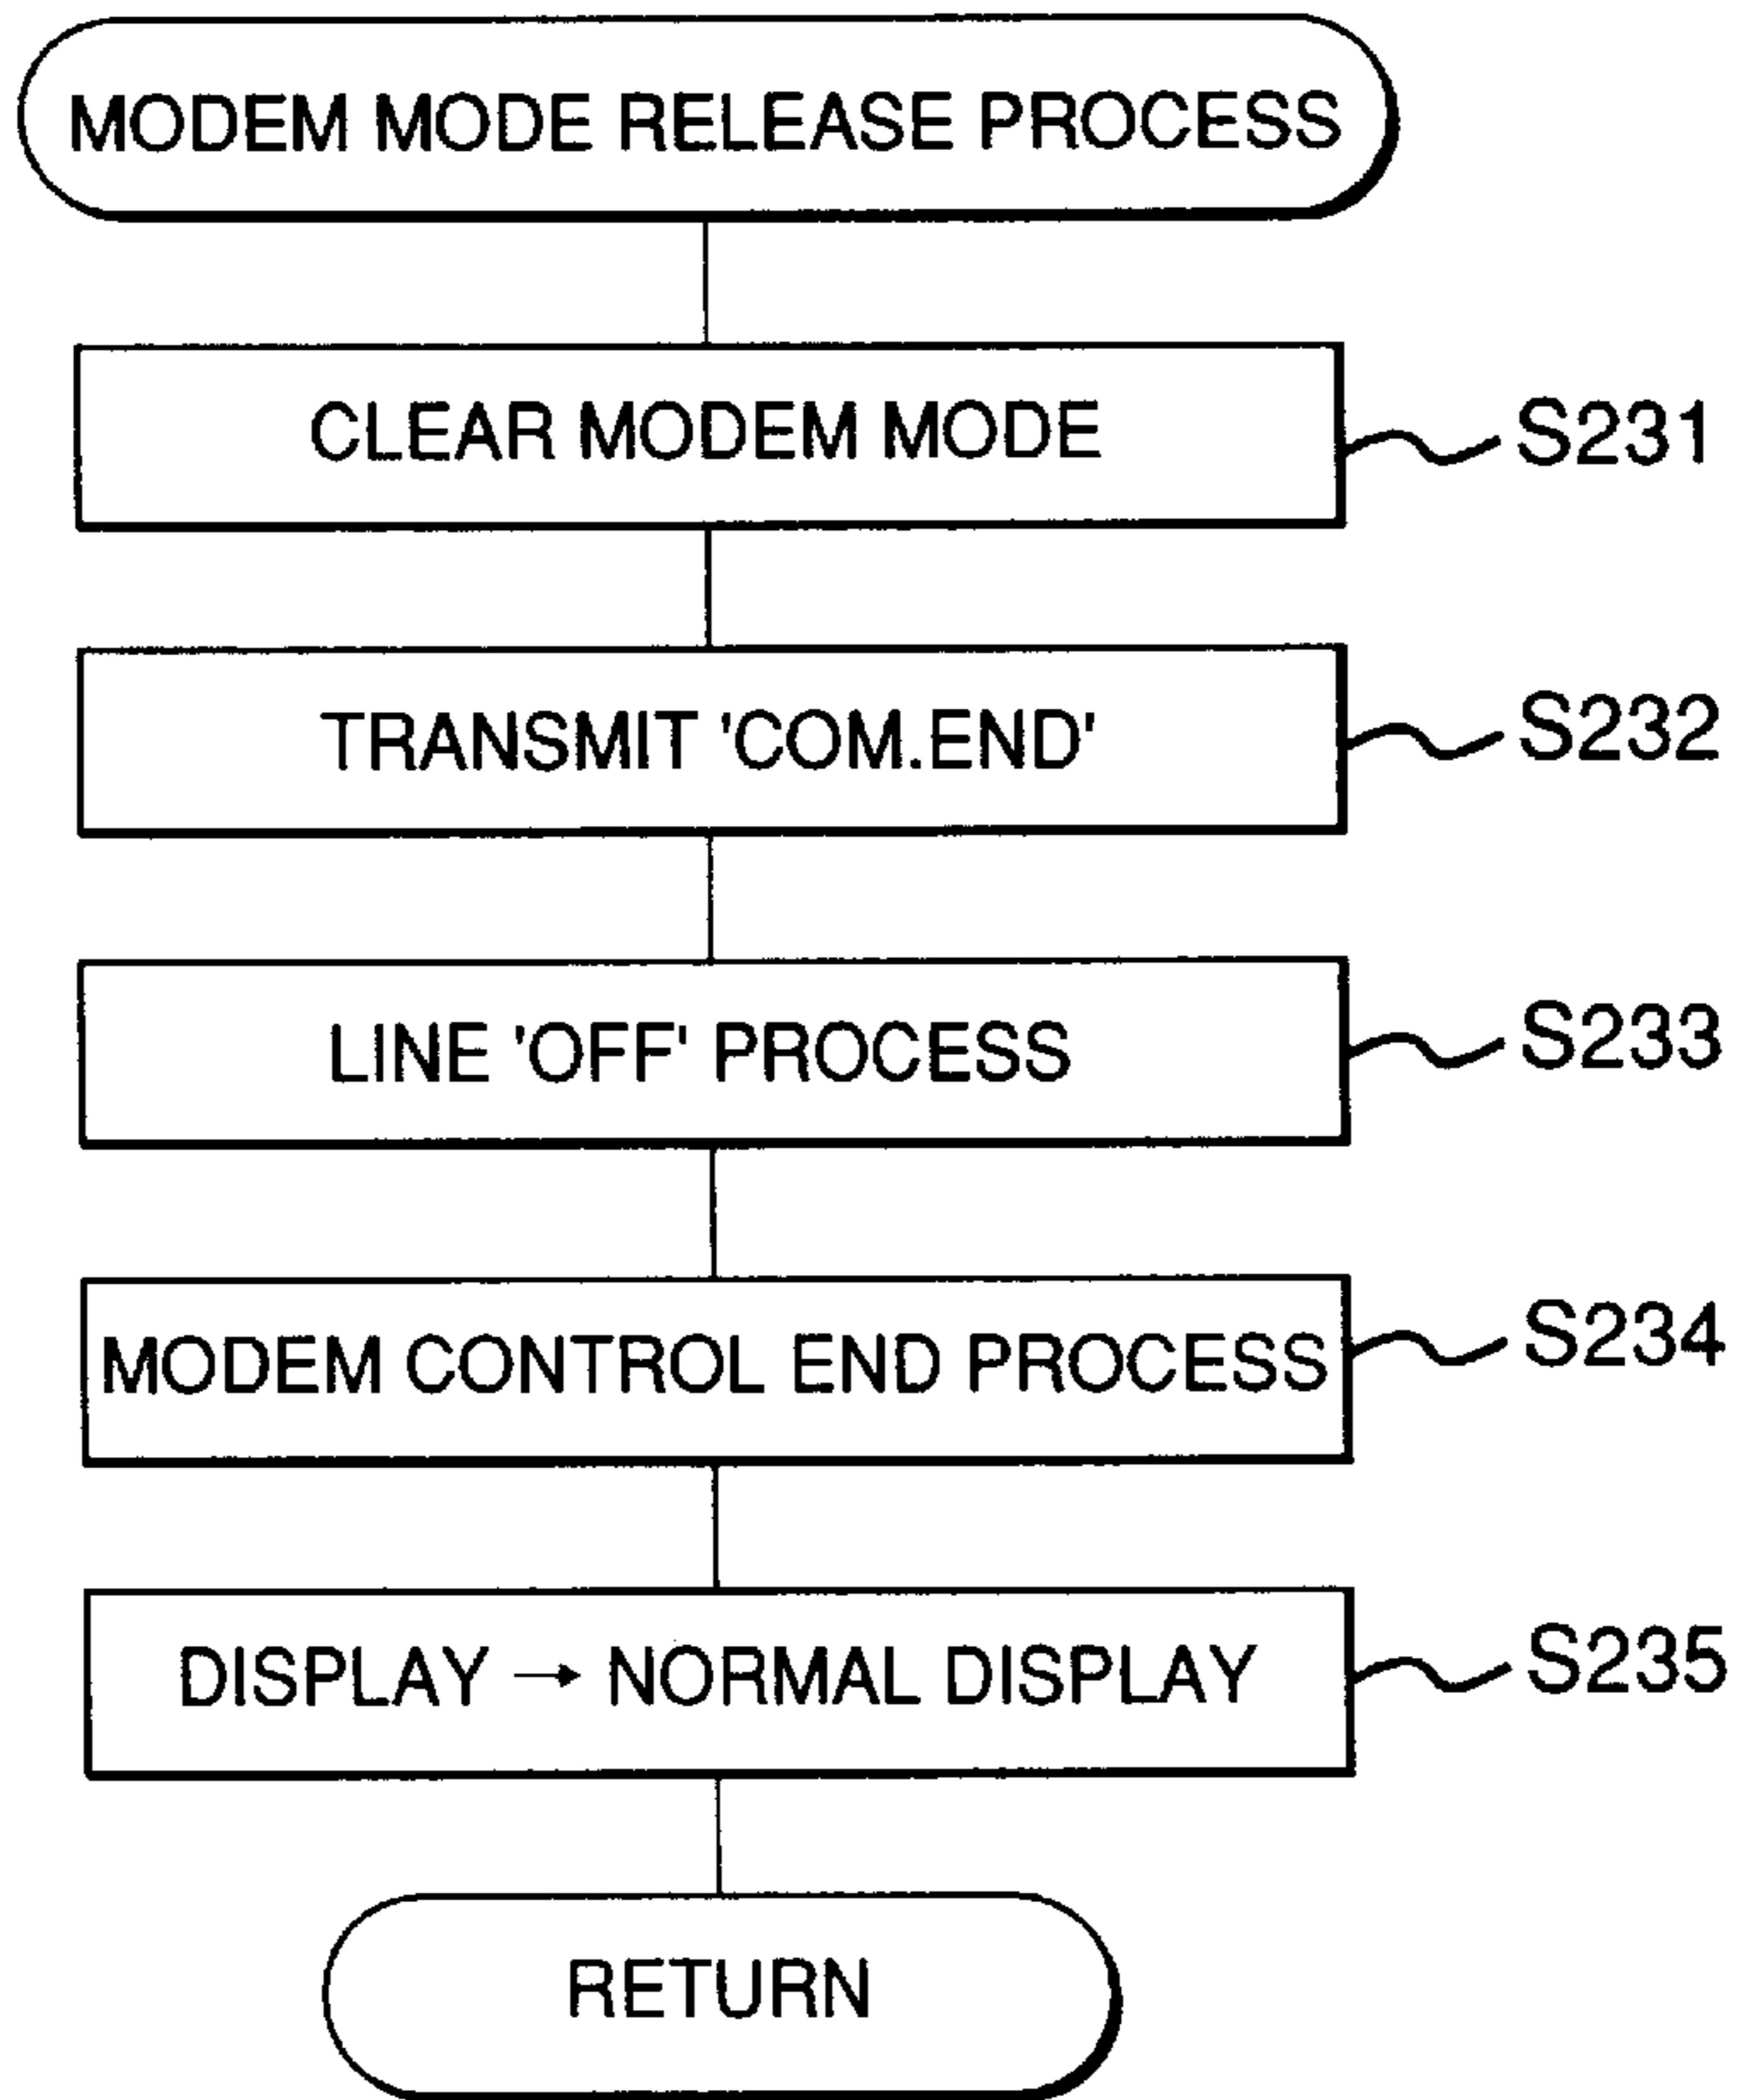 MODEM MODE RELEASE PROCESS
CLEAR MODEM MODE
S231
TRANSMIT 'COM.END'
S232
LINE 'OFF' PROCESS
S233
MODEM CONTROL END PROCESS
S234
DISPLAY → NORMAL DISPLAY
S235
RETURN